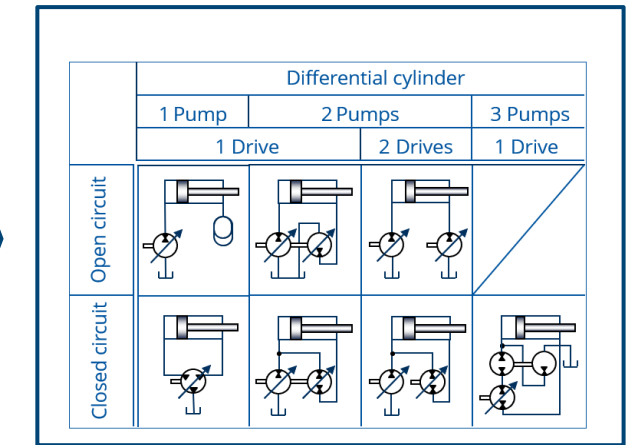 Differential cylinder
1 Pump
2 Pumps
3 Pumps
1 Drive
2 Drives
1 Drive
Open circuit
Closed circuit